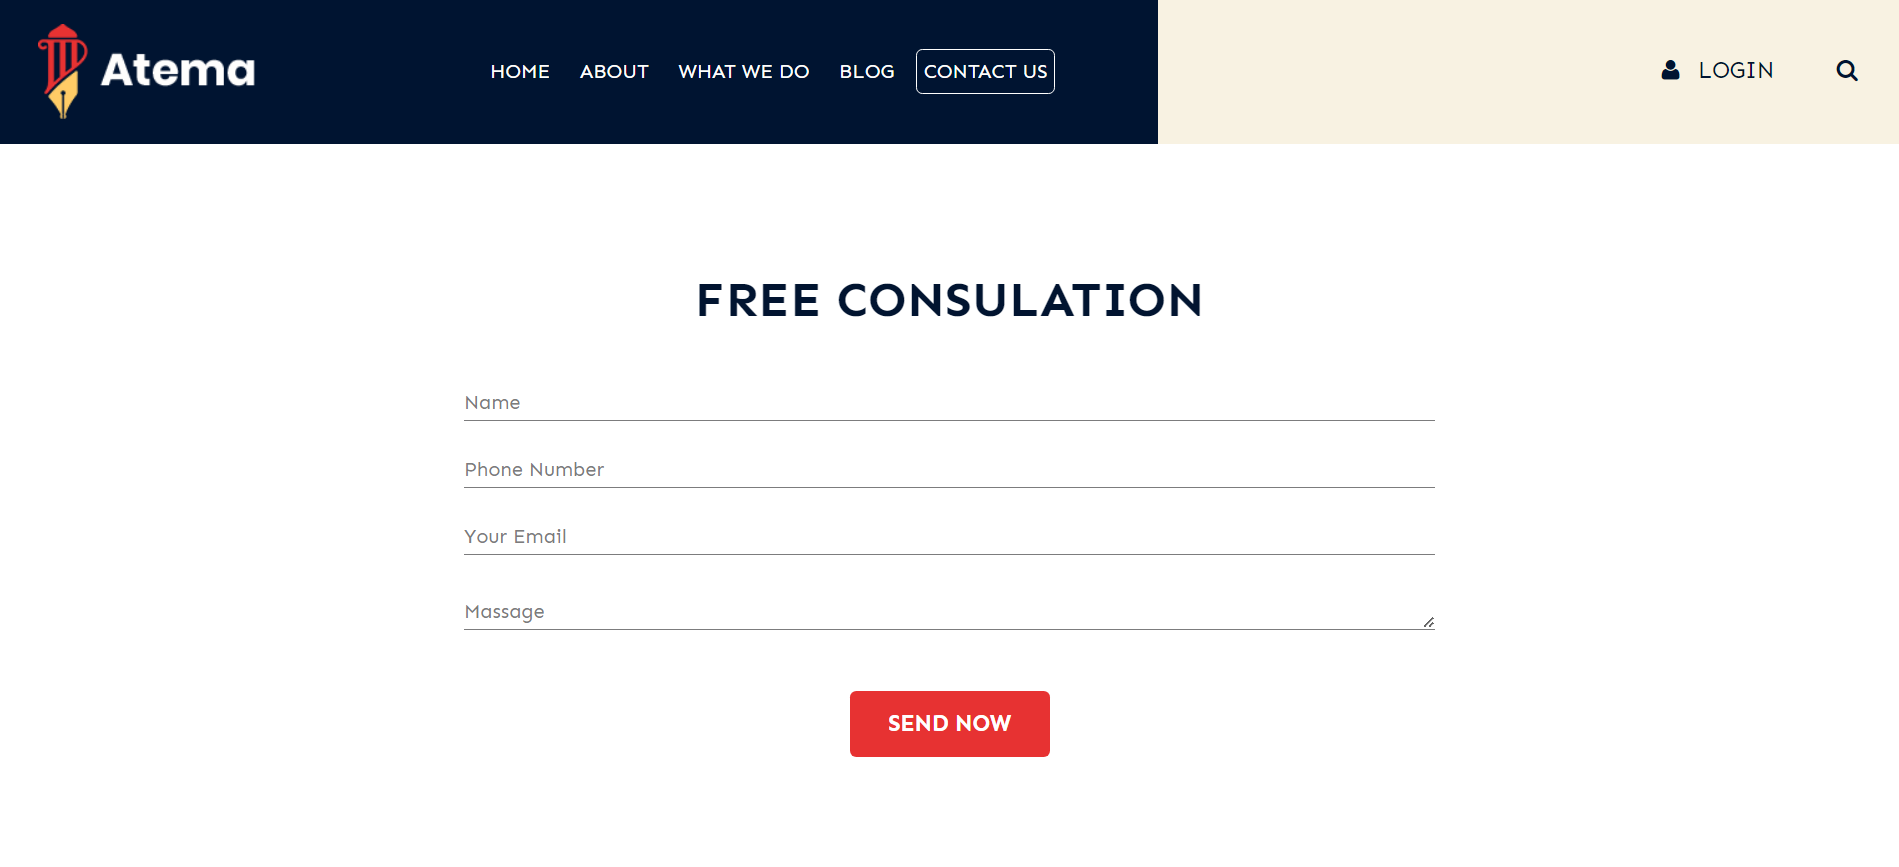 Atema
HOME ABOUT WHAT WE DO BLOG CONTACT US
LOGIN
FREE CONSULATION
Name
Phone Number
Your Email
Massage
SEND NOW